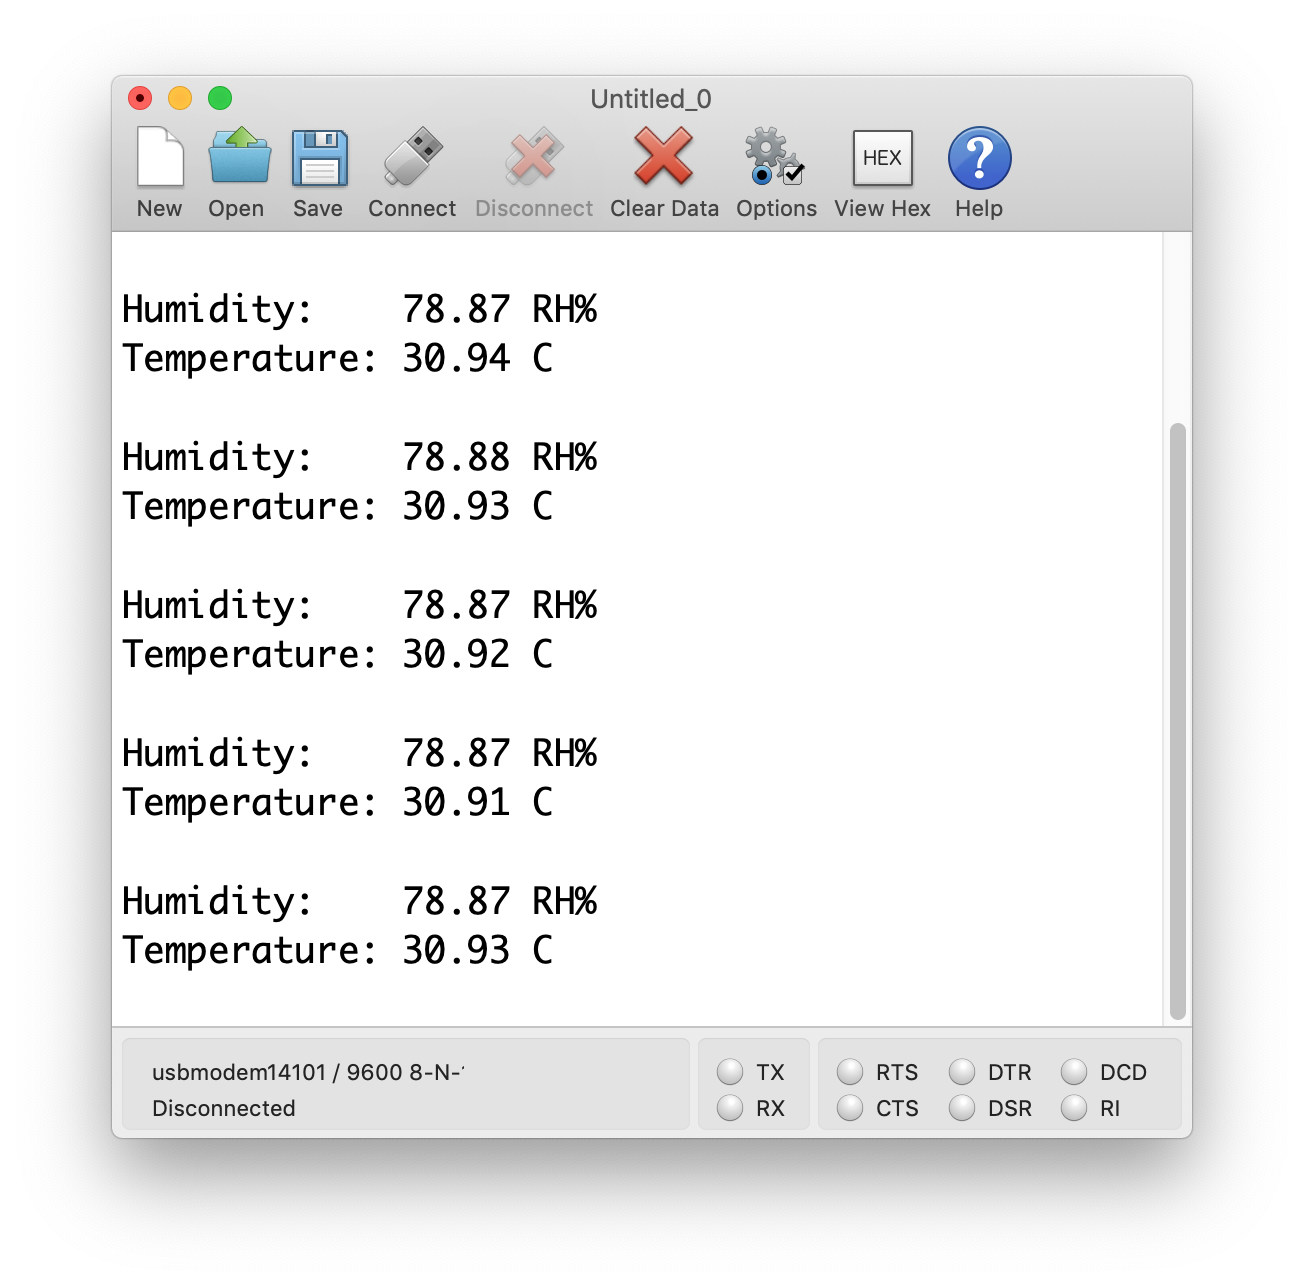 Untitled_0
New Open Save Connect Disconnect Clear Data Options HEX View Hex ? Help
Humidity:    78.87 RH%
Temperature: 30.94 C
Humidity:    78.88 RH%
Temperature: 30.93 C
Humidity:    78.87 RH%
Temperature: 30.92 C
Humidity:    78.87 RH%
Temperature: 30.91 C
Humidity:    78.87 RH%
Temperature: 30.93 C
usbmodem14101 / 9600 8-N-
Disconnected
TX RTS DTR DCD
RX CTS DSR RI